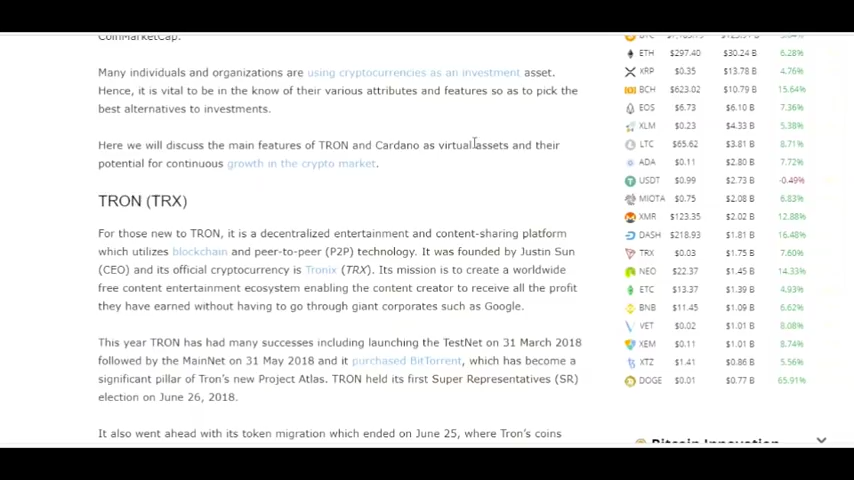 CoinMarketCap.
Many individuals and organizations are using cryptocurrencies as an investment asset.
Hence, it is vital to be in the know of their various attributes and features so as to pick the
best alternatives to investments.
Here we will discuss the main features of TRON and Cardano as virtual assets and their
potential for continuous growth in the crypto market.
TRON (TRX)
For those new to TRON, it is a decentralized entertainment and content-sharing platform
which utilizes blockchain and peer-to-peer (P2P) technology. It was founded by Justin Sun
(CEO) and its official cryptocurrency is Tronix (TRX). Its mission is to create a worldwide
free content entertainment ecosystem enabling the content creator to receive all the profit
they have earned without having to go through giant corporates such as Google.
This year TRON has had many successes including launching the TestNet on 31 March 2018
followed by the MainNet on 31 May 2018 and it purchased BitTorrent, which has become a
significant pillar of Tron's new Project Atlas. TRON held its first Super Representatives (SR)
election on June 26, 2018.
It also went ahead with its token migration which ended on June 25, where Tron's coins
ETH $297.40 $30.24 B 6.28%
XRP $0.35 $13.78 B 4.76%
BCH $623.02 $10.79 B 15.64%
EOS $6.73 $6.10 B 7.36%
XLM $0.23 $4.33 B 5.38%
LTC $65.62 $3.81 B 8.71%
ADA $0.11 $2.80 B 7.72%
USDT $0.99 $2.73 B -0.49%
MIOTA $0.75 $2.08 B 6.83%
XMR $123.35 $2.02 B 12.88%
DASH $218.93 $1.81 B 16.48%
TRX $0.03 $1.75 B 7.60%
NEO $22.37 $1.45 B 14.33%
ETC $13.37 $1.39 B 4.93%
BNB $11.45 $1.09 B 6.62%
VET $0.02 $1.01 B 8.08%
XEM $0.11 $1.01 B 8.74%
XTZ $1.41 $0.86 B 5.56%
DOGE $0.01 $0.77 B 65.91%
Bitcoin Innovation